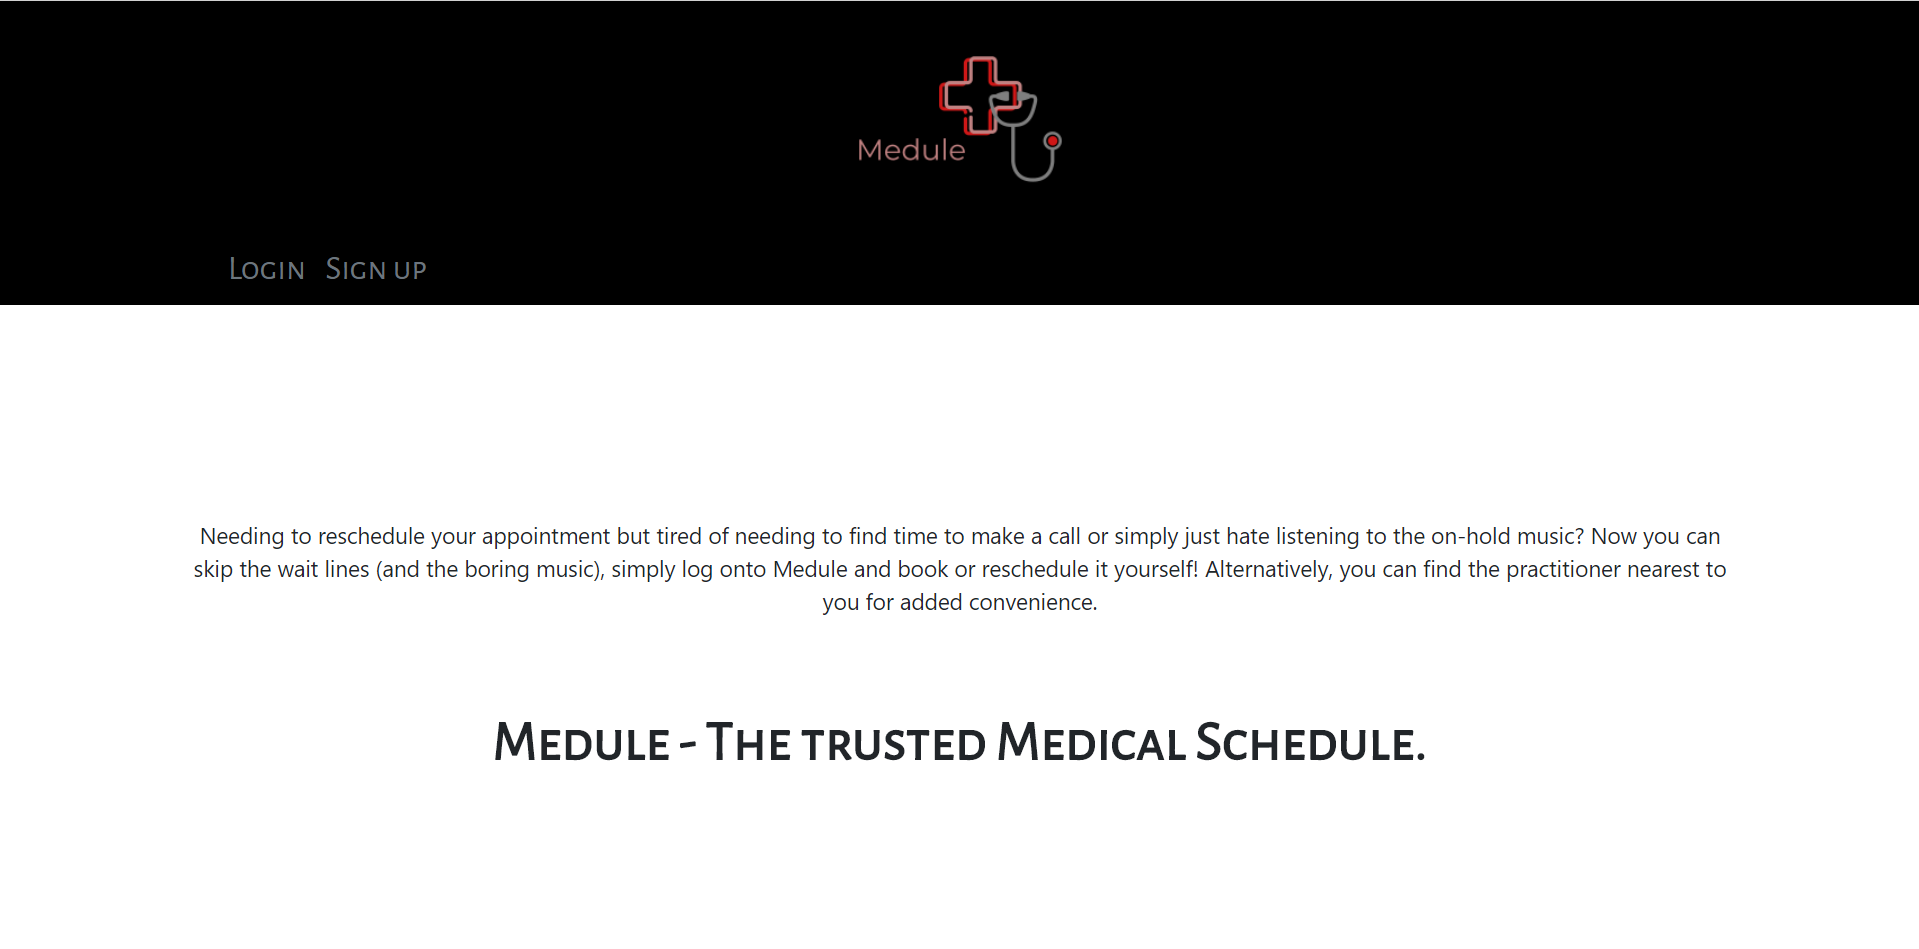 Medule
Login Sign up
Needing to reschedule your appointment but tired of needing to find time to make a call or simply just hate listening to the on-hold music? Now you can
skip the wait lines (and the boring music), simply log onto Medule and book or reschedule it yourself! Alternatively, you can find the practitioner nearest to
you for added convenience.
Medule - The trusted Medical Schedule.